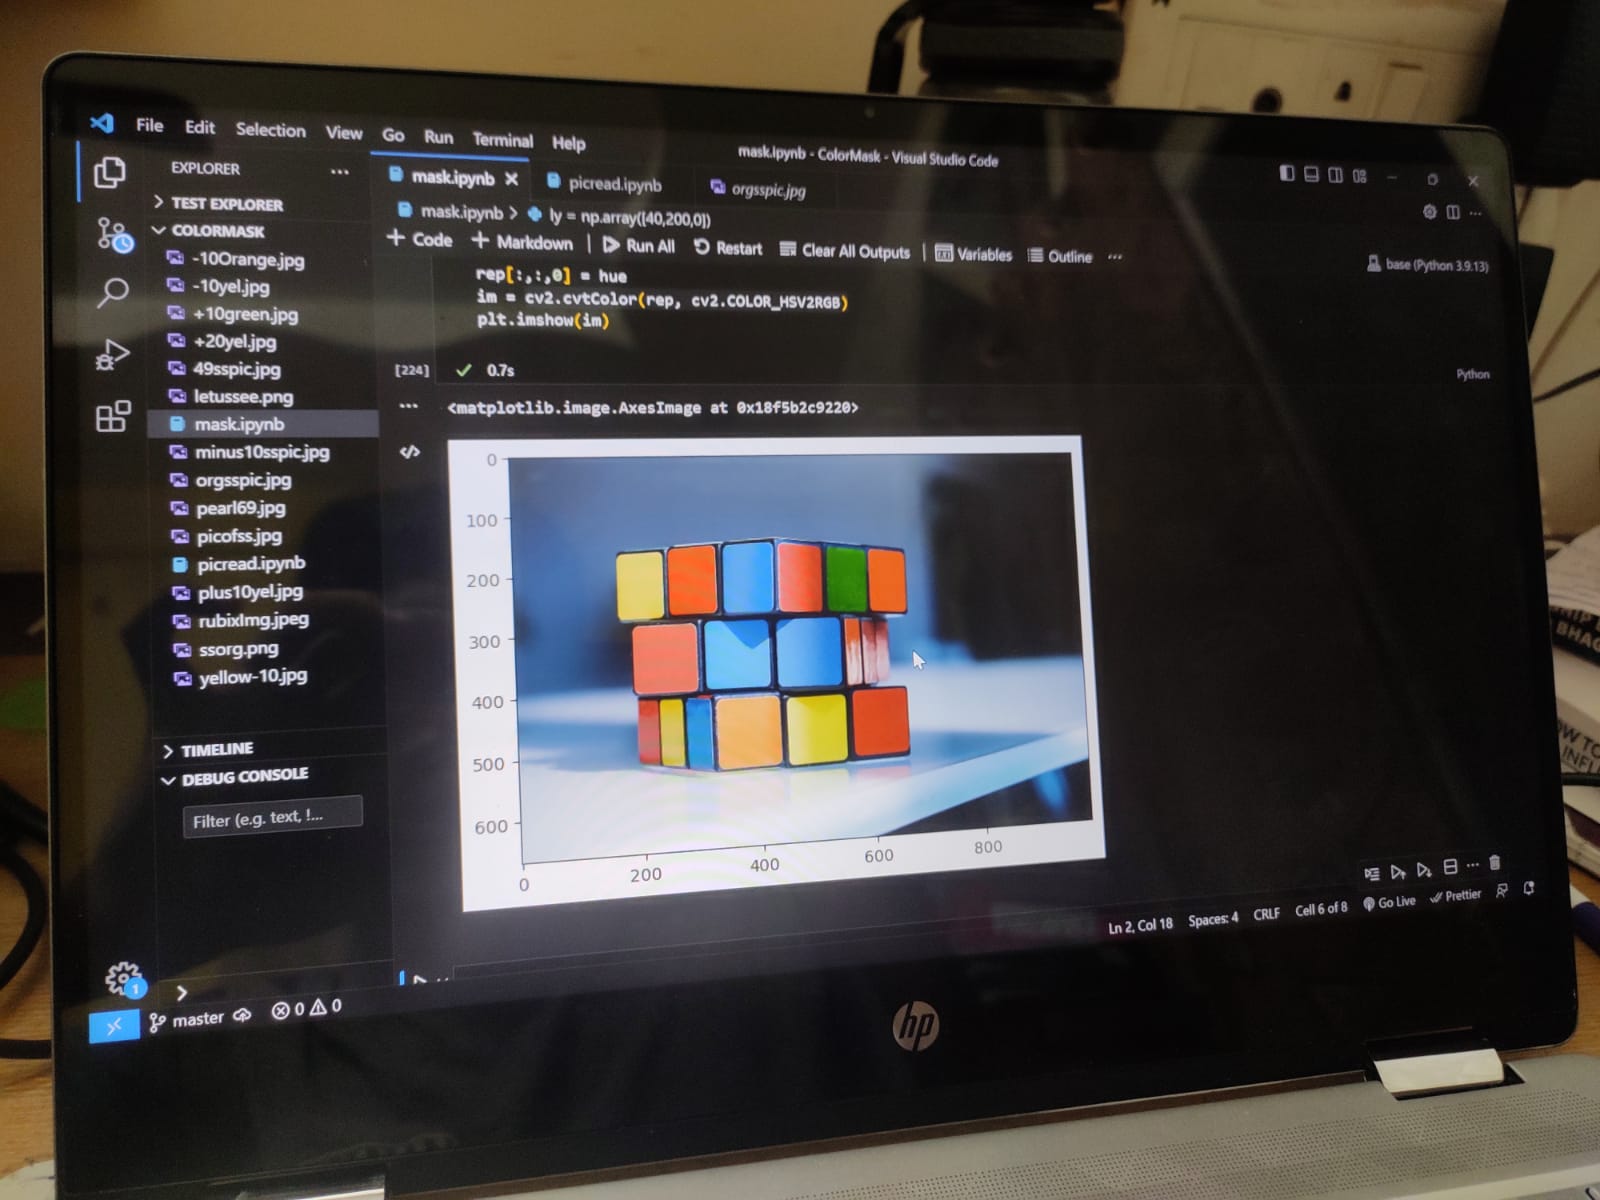 File Edit Selection View Go Run Terminal Help
mask.ipynb - ColorMask - Visual Studio Code
EXPLORER
mask.ipynb
picread.ipynb
orgsspic.jpg
TEST EXPLORER
mask.ipynb > ly = np.array([40,200,0])
COLORMASK
+ Code + Markdown | Run All Restart Clear All Outputs | Variables Outline ...
base (Python 3.9.13)
-10Orange.jpg
-10yel.jpg
+10green.jpg
+20yel.jpg
49sspic.jpg
letussee.png
mask.ipynb
minus10sspic.jpg
orgsspic.jpg
pearl69.jpg
picofss.jpg
picread.ipynb
plus10yel.jpg
rubixImg.jpeg
ssorg.png
yellow-10.jpg
TIMELINE
DEBUG CONSOLE
Filter (e.g. text, !...
rep[:,:,0] = hue
im = cv2.cvtColor(rep, cv2.COLOR_HSV2RGB)
plt.imshow(im)
[224] 0.7s
Python
<matplotlib.image.AxesImage at 0x18f5b2c9220>
0
100
200
300
400
500
600
0 200 400 600 800
Ln 2, Col 18 Spaces: 4 CRLF Cell 6 of 8 Go Live Prettier
1
master 0 0
hp
BHAG
OW TO
INFL